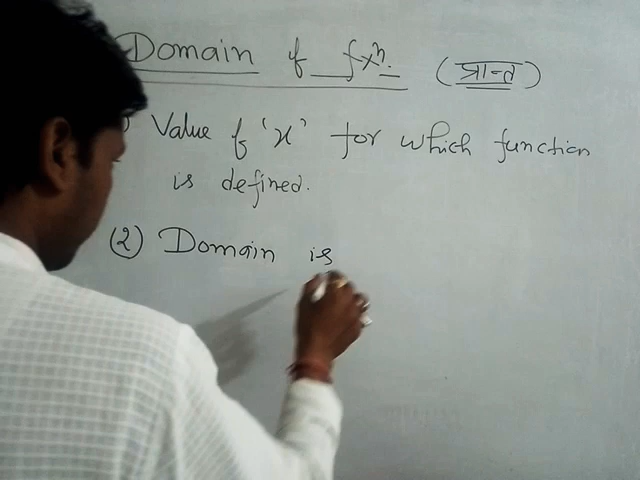 Domain of fxⁿ. (प्रान्त)
) Value of 'x' for which function
is defined.
(2) Domain is